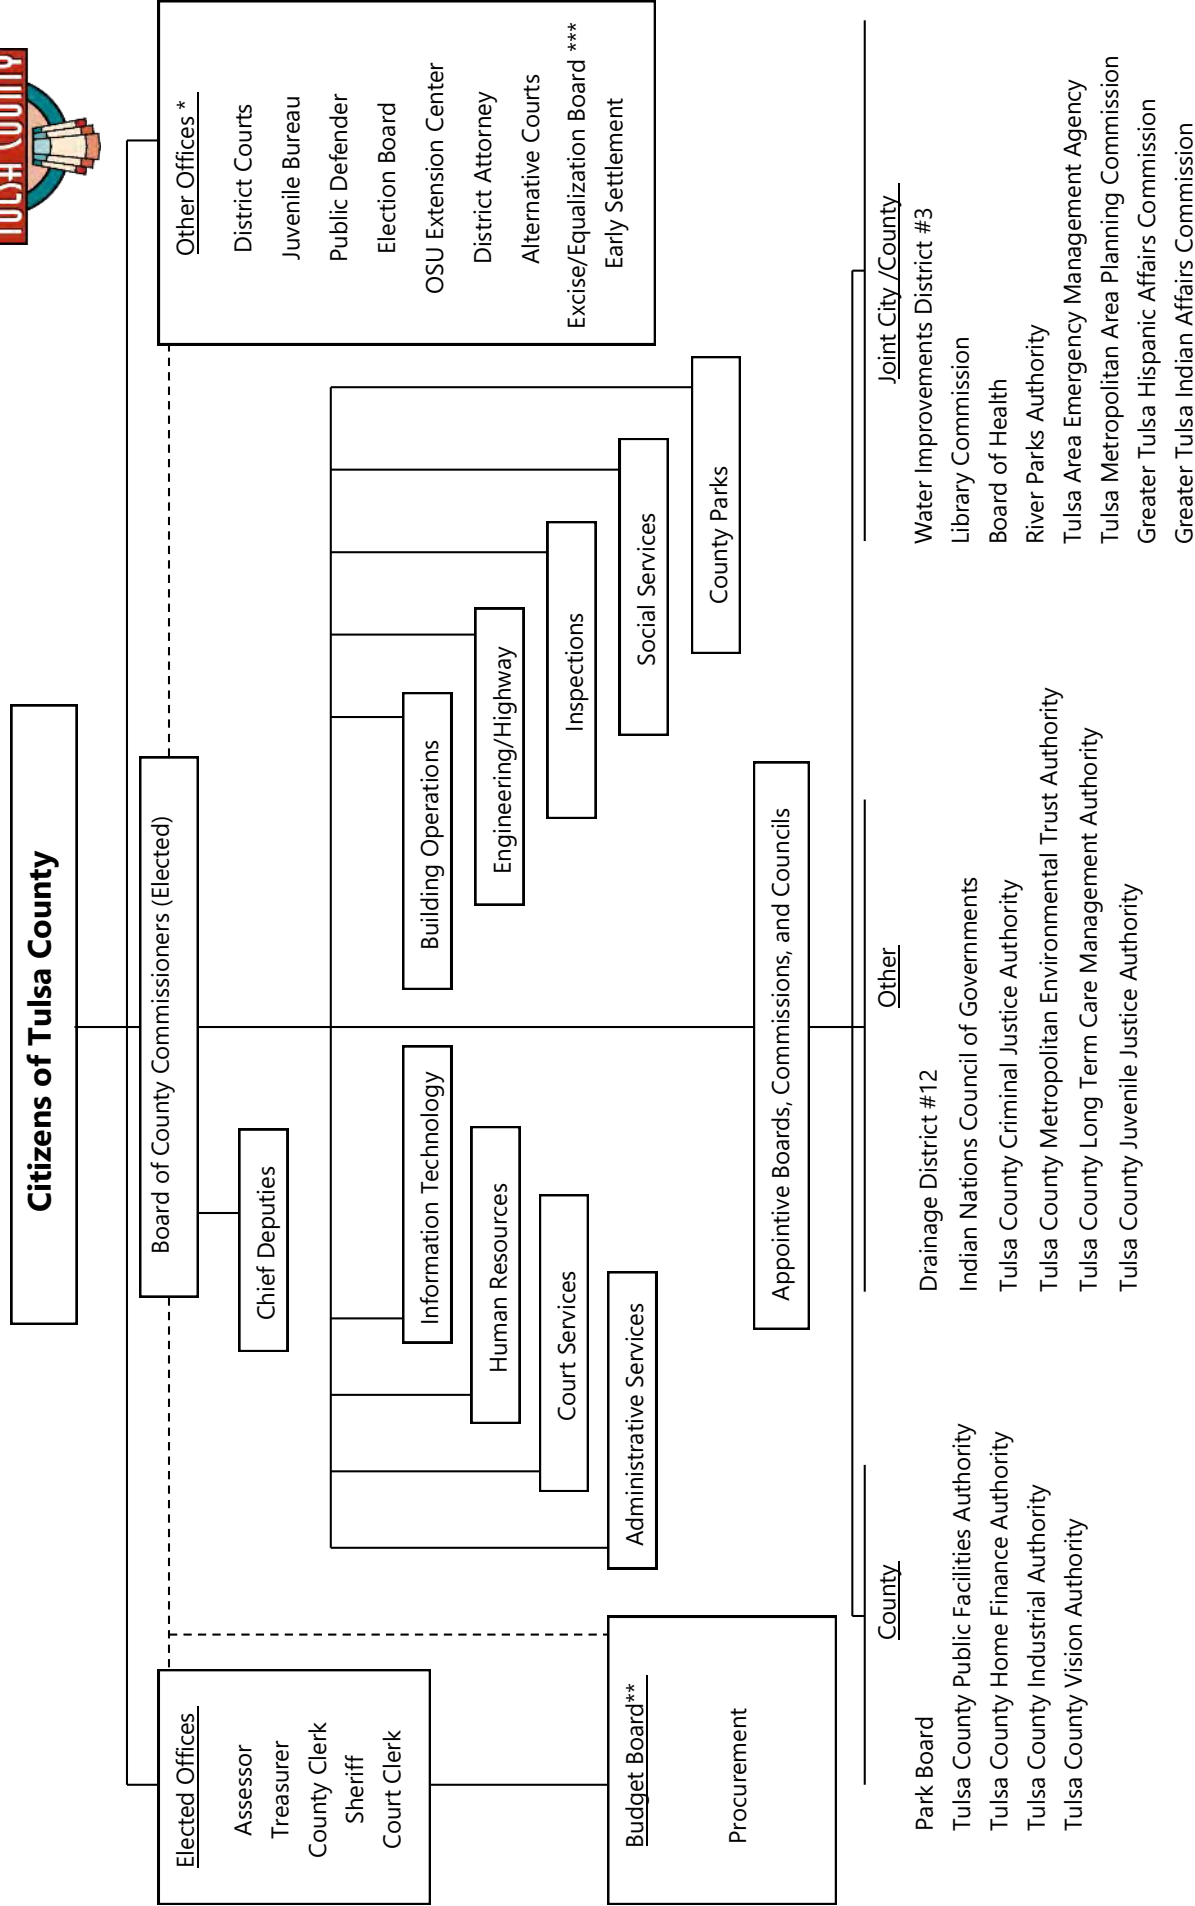 TULSA COUNTY
Citizens of Tulsa County
Board of County Commissioners (Elected)
Chief Deputies
Elected Offices
Assessor
Treasurer
County Clerk
Sheriff
Court Clerk
Other Offices *
District Courts
Juvenile Bureau
Public Defender
Election Board
OSU Extension Center
District Attorney
Alternative Courts
Excise/Equalization Board ***
Early Settlement
Information Technology
Human Resources
Court Services
Administrative Services
Building Operations
Engineering/Highway
Inspections
Social Services
County Parks
Budget Board**
Procurement
Appointive Boards, Commissions, and Councils
County
Park Board
Tulsa County Public Facilities Authority
Tulsa County Home Finance Authority
Tulsa County Industrial Authority
Tulsa County Vision Authority
Other
Drainage District #12
Indian Nations Council of Governments
Tulsa County Criminal Justice Authority
Tulsa County Metropolitan Environmental Trust Authority
Tulsa County Long Term Care Management Authority
Tulsa County Juvenile Justice Authority
Joint City /County
Water Improvements District #3
Library Commission
Board of Health
River Parks Authority
Tulsa Area Emergency Management Agency
Tulsa Metropolitan Area Planning Commission
Greater Tulsa Hispanic Affairs Commission
Greater Tulsa Indian Affairs Commission